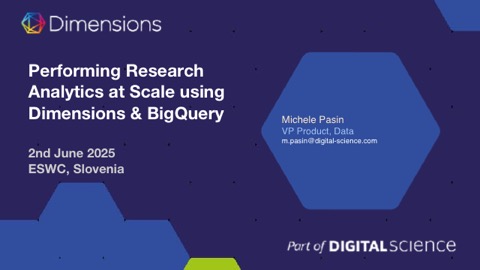 Dimensions
Performing Research
Analytics at Scale using
Dimensions & BigQuery
2nd June 2025
ESWC, Slovenia
Michele Pasin
VP Product, Data
m.pasin@digital-science.com
Part of DIGITAL SCIENCE